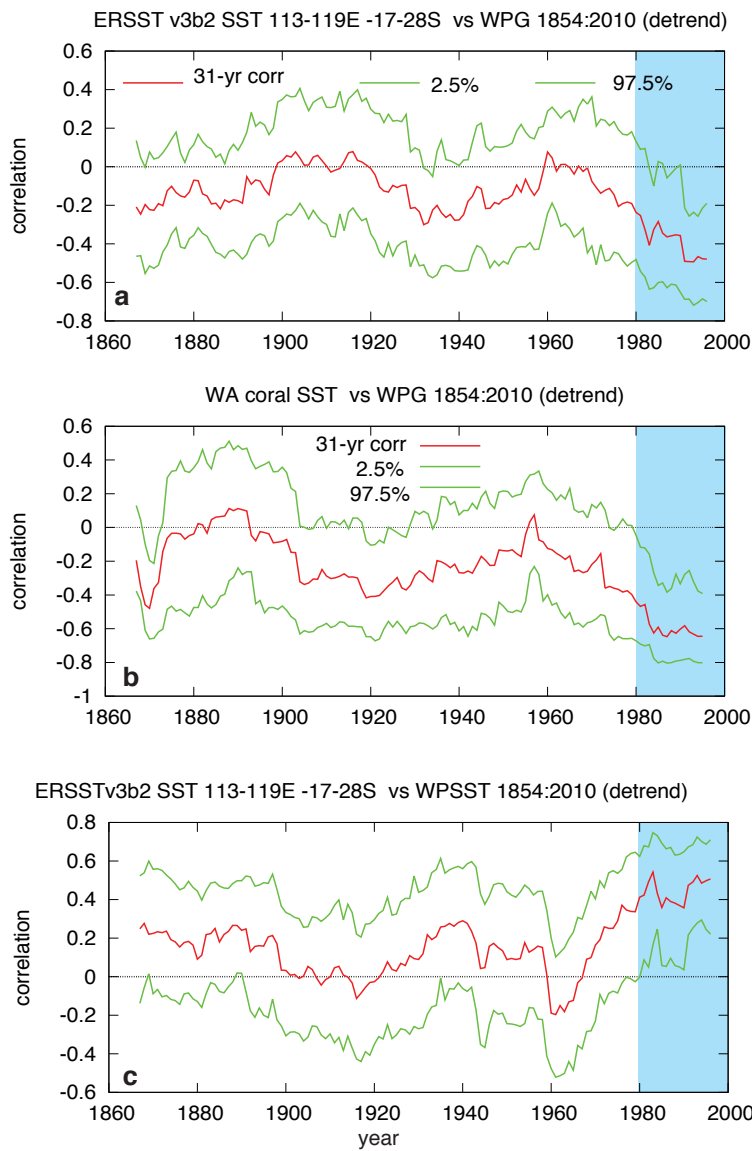 ERSST v3b2 SST 113-119E -17-28S vs WPG 1854:2010 (detrend)
0.6
31-yr corr 2.5% 97.5%
0.4
0.2
0
-0.2
-0.4
-0.6
-0.8
correlation
a
1860 1880 1900 1920 1940 1960 1980 2000
WA coral SST vs WPG 1854:2010 (detrend)
0.6
31-yr corr
0.4
2.5%
97.5%
0.2
0
-0.2
-0.4
-0.6
-0.8
-1
correlation
b
1860 1880 1900 1920 1940 1960 1980 2000
ERSSTv3b2 SST 113-119E -17-28S vs WPSST 1854:2010 (detrend)
0.8
0.6
0.4
0.2
0
-0.2
-0.4
-0.6
correlation
c
1860 1880 1900 1920 1940 1960 1980 2000
year